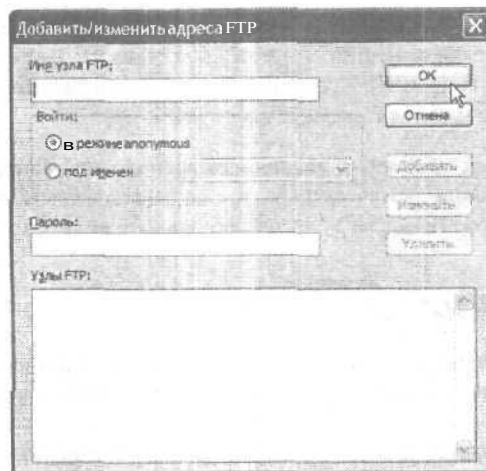 Добавить/изменить адреса FTP
Имя узла FTP:
OK
Войти:
Отмена
в режиме anonymous
под именем
Добавить
Изменить
Пароль:
Удалить
Узлы FTP: